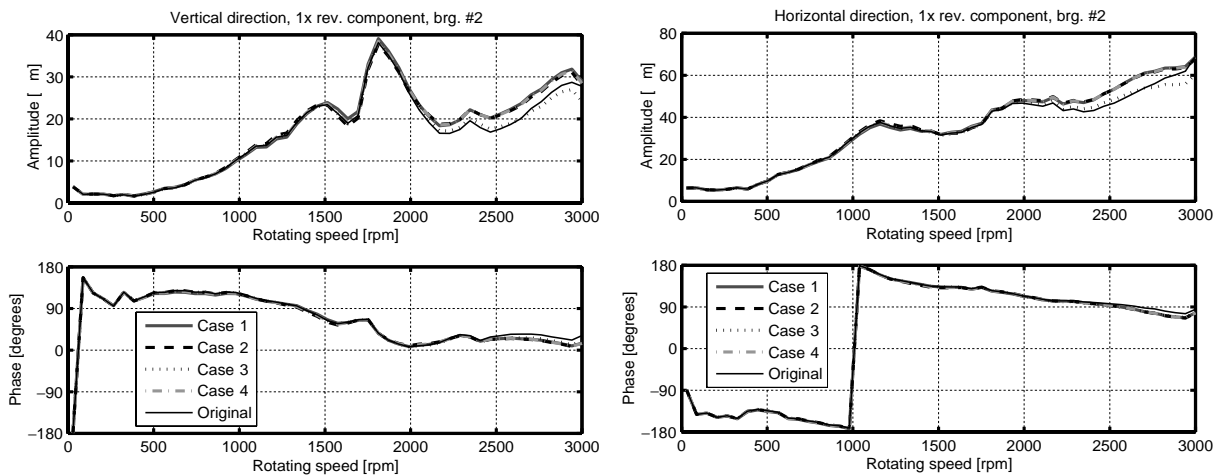 Vertical direction, 1x rev. component, brg. #2
Amplitude [ m]
40
30
20
10
0
0 500 1000 1500 2000 2500 3000
Rotating speed [rpm]
Phase [degrees]
180
90
0
−90
−180
Case 1
Case 2
Case 3
Case 4
Original
0 500 1000 1500 2000 2500 3000
Rotating speed [rpm]
Horizontal direction, 1x rev. component, brg. #2
Amplitude [ m]
80
60
40
20
0
0 500 1000 1500 2000 2500 3000
Rotating speed [rpm]
Phase [degrees]
180
90
0
−90
−180
Case 1
Case 2
Case 3
Case 4
Original
0 500 1000 1500 2000 2500 3000
Rotating speed [rpm]